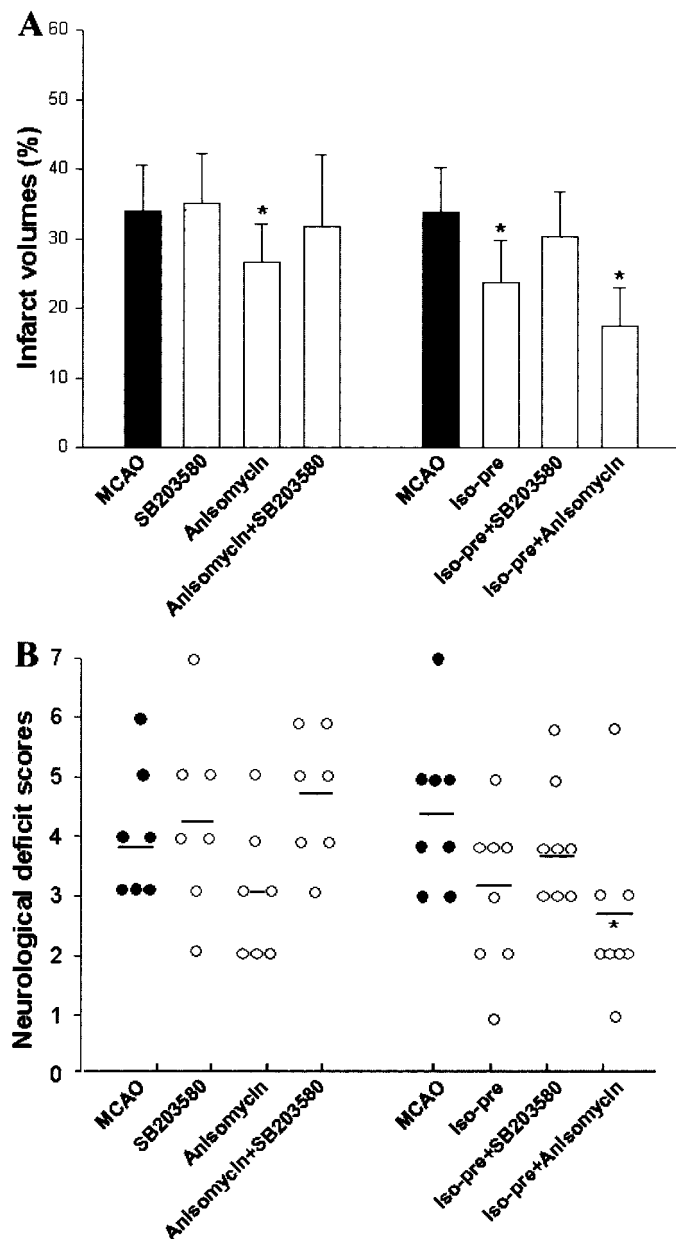 A
Infarct volumes (%)
60
50
40
30
20
10
0
*
*
*
MCAO
SB203580
Anisomycin
Anisomycin+SB203580
MCAO
Iso-pre
Iso-pre+SB203580
Iso-pre+Anisomycin
B
Neurological deficit scores
7
6
5
4
3
2
1
0
*
MCAO
SB203580
Anisomycin
Anisomycin+SB203580
MCAO
Iso-pre
Iso-pre+SB203580
Iso-pre+Anisomycin